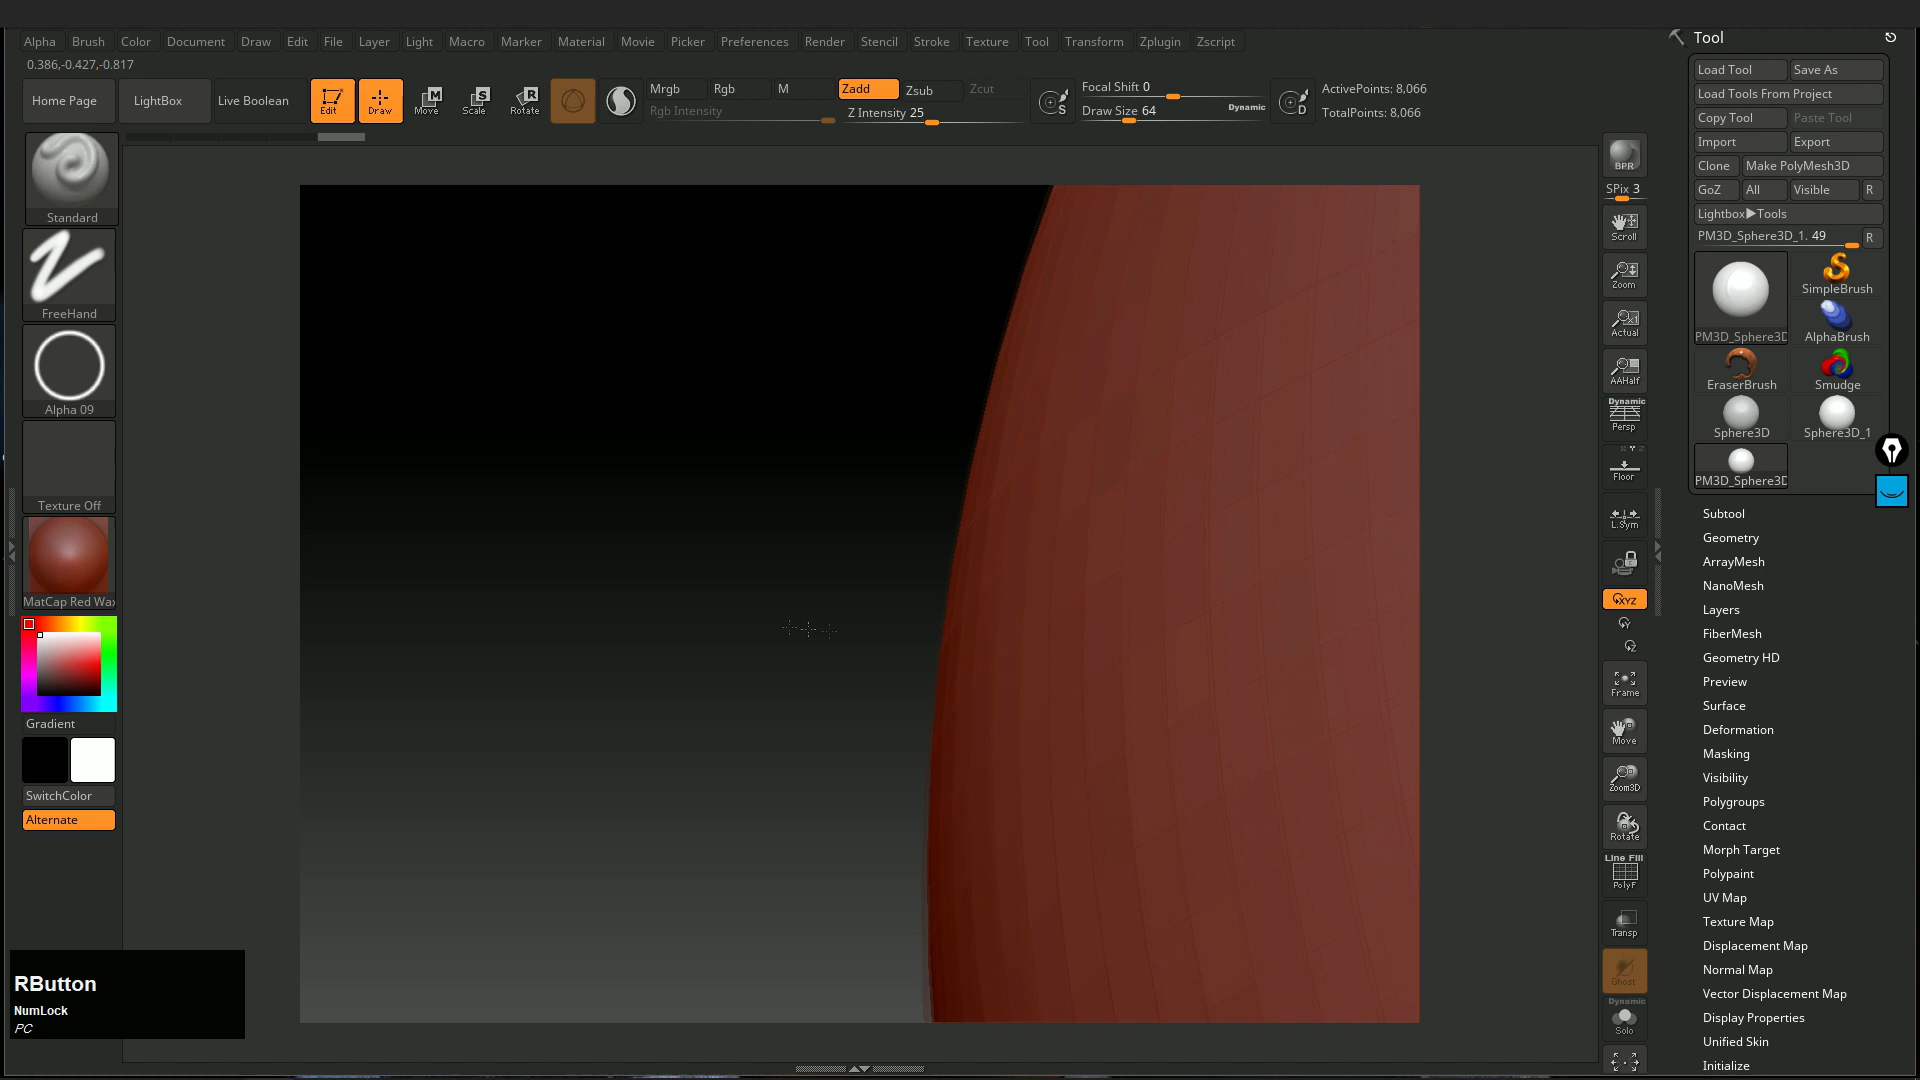 Alpha Brush Color Document Draw Edit File Layer Light Macro Marker Material Movie Picker Preferences Render Stencil Stroke Texture Tool Transform Zplugin Zscript
0.386,-0.427,-0.817
Home Page LightBox Live Boolean Edit Draw Move Scale Rotate
Mrgb Rgb M Zadd Zsub Zcut
Rgb Intensity Z Intensity 25
Focal Shift 0
Draw Size 64 Dynamic
ActivePoints: 8,066
TotalPoints: 8,066
Standard
FreeHand
Alpha 09
Texture Off
MatCap Red Wax
Gradient
SwitchColor
Alternate
RButton
NumLock
PC
BPR
SPix 3
Scroll
Zoom
Actual
AAHalf
Dynamic
Persp
Floor
L.Sym
XYZ
Y
Z
Frame
Move
Zoom3D
Rotate
Line Fill
PolyF
Transp
Ghost
Dynamic
Solo
Tool
Load Tool Save As
Load Tools From Project
Copy Tool Paste Tool
Import Export
Clone Make PolyMesh3D
GoZ All Visible R
Lightbox▶Tools
PM3D_Sphere3D_1. 49 R
PM3D_Sphere3D SimpleBrush
AlphaBrush
EraserBrush Smudge
Sphere3D Sphere3D_1
PM3D_Sphere3D
Subtool
Geometry
ArrayMesh
NanoMesh
Layers
FiberMesh
Geometry HD
Preview
Surface
Deformation
Masking
Visibility
Polygroups
Contact
Morph Target
Polypaint
UV Map
Texture Map
Displacement Map
Normal Map
Vector Displacement Map
Display Properties
Unified Skin
Initialize